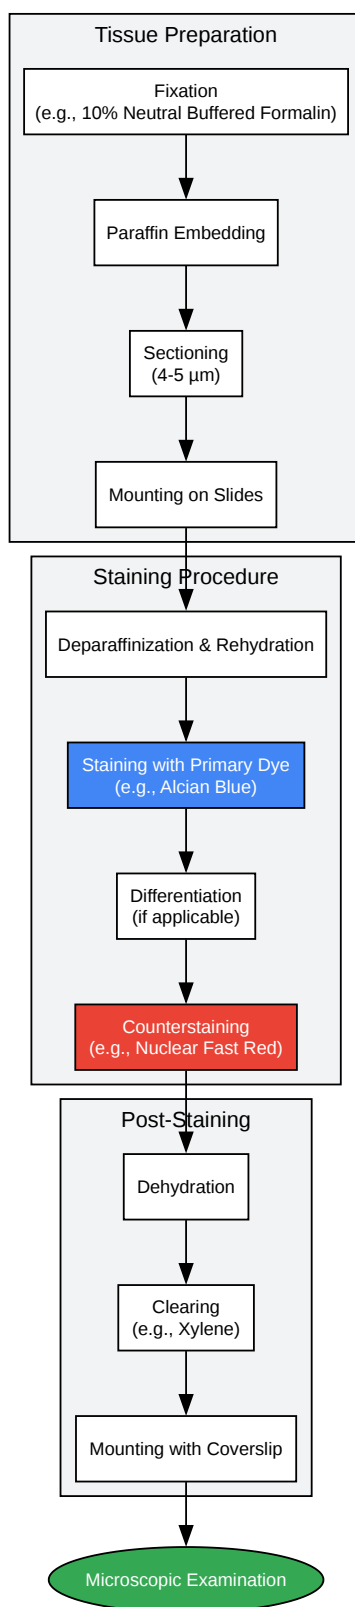 Tissue Preparation
Fixation
(e.g., 10% Neutral Buffered Formalin)
Paraffin Embedding
Sectioning
(4-5 µm)
Mounting on Slides
Staining Procedure
Deparaffinization & Rehydration
Staining with Primary Dye
(e.g., Alcian Blue)
Differentiation
(if applicable)
Counterstaining
(e.g., Nuclear Fast Red)
Post-Staining
Dehydration
Clearing
(e.g., Xylene)
Mounting with Coverslip
Microscopic Examination